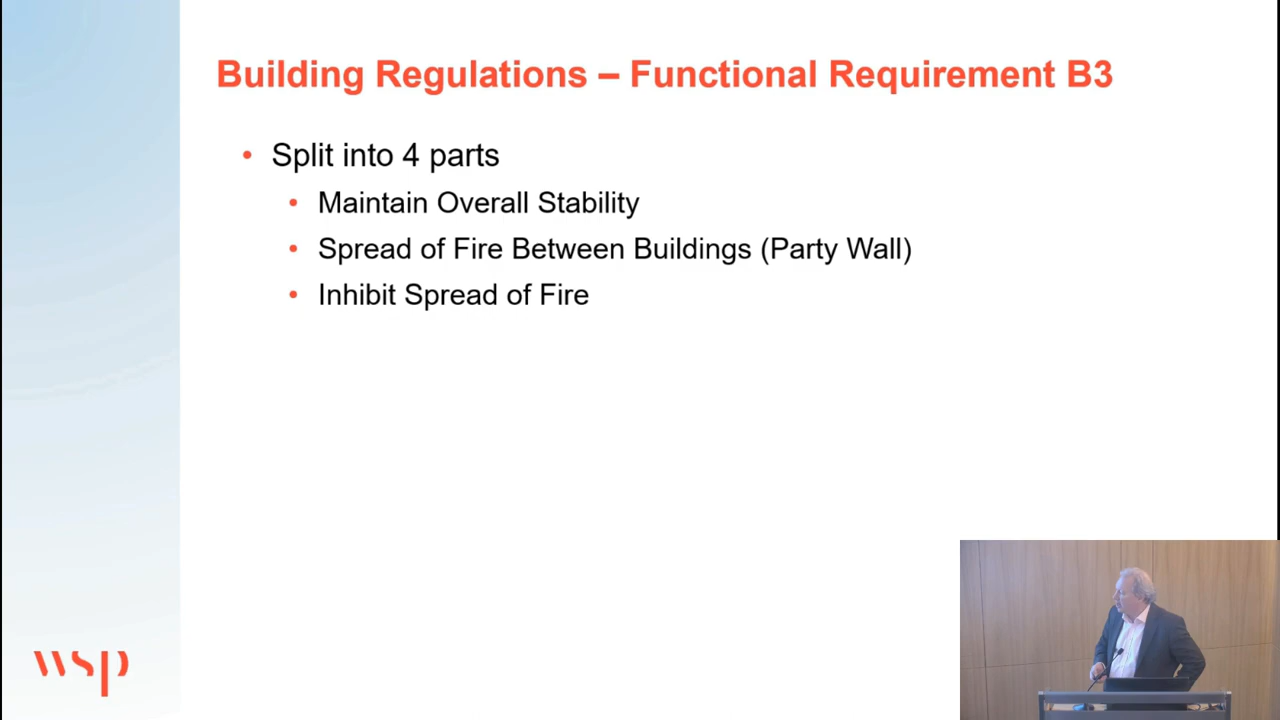 Building Regulations – Functional Requirement B3
• Split into 4 parts
• Maintain Overall Stability
• Spread of Fire Between Buildings (Party Wall)
• Inhibit Spread of Fire
wsp